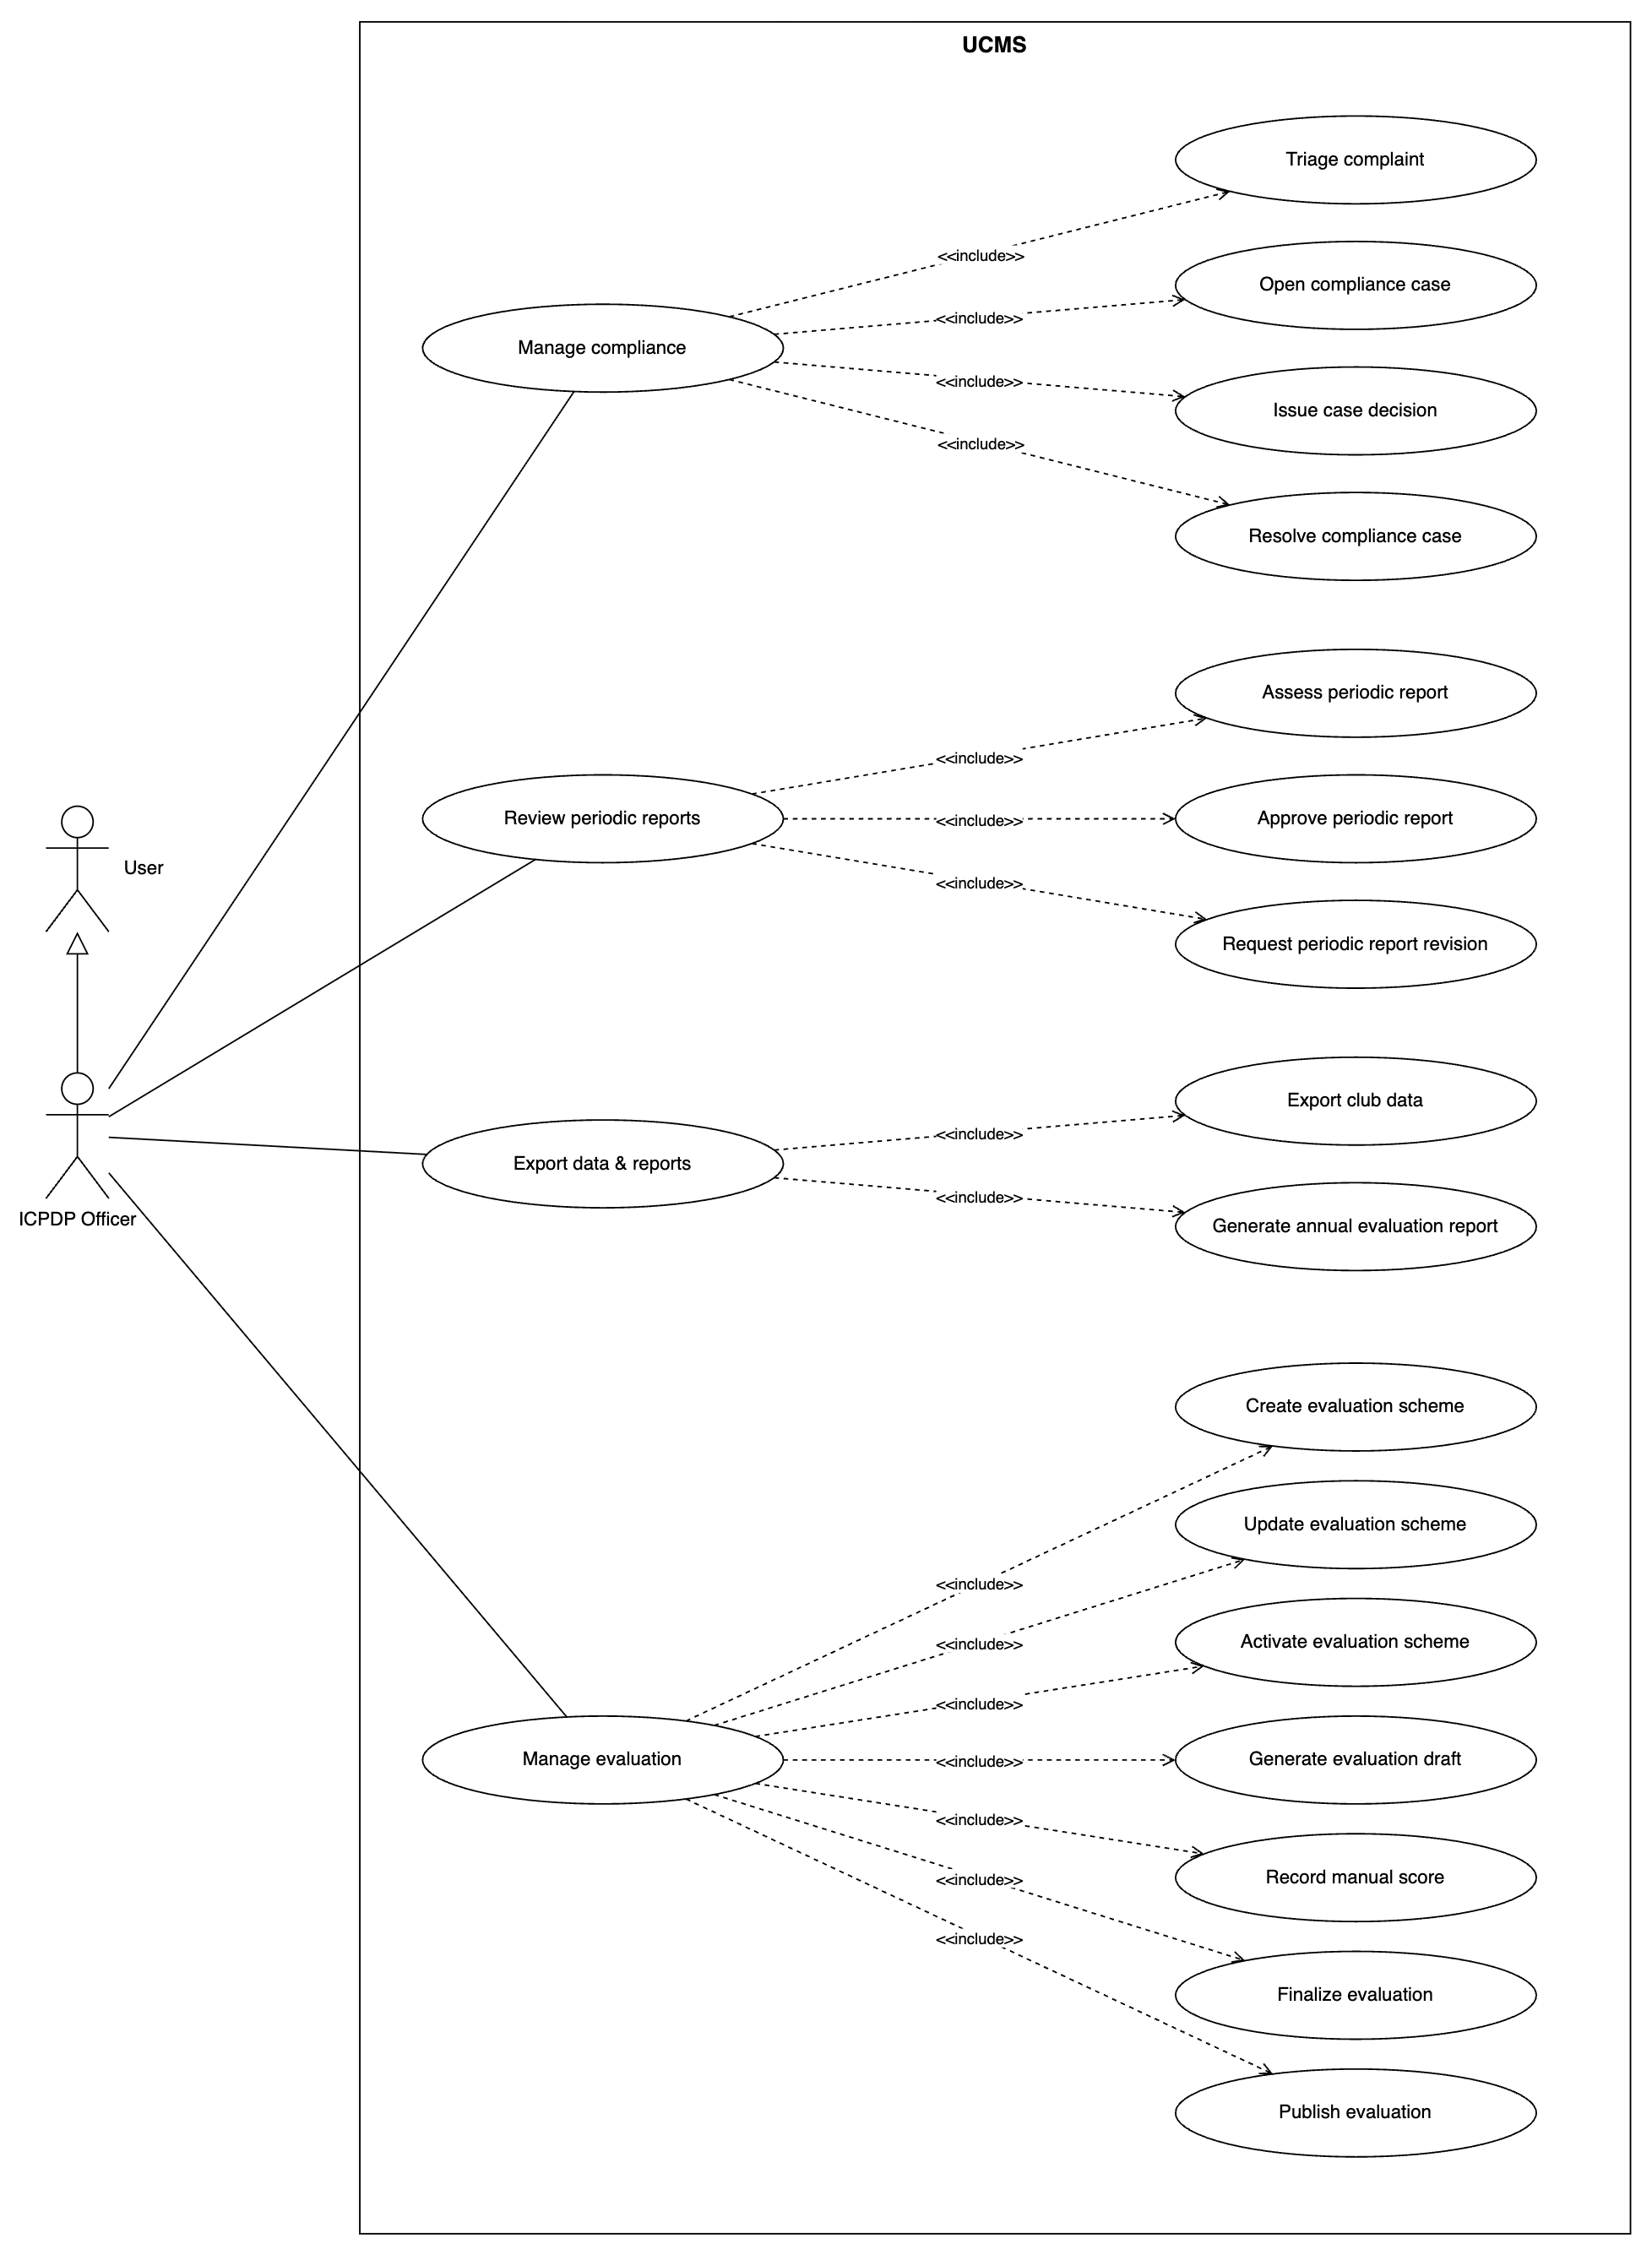 UCMS
Triage complaint
<<include>>
Open compliance case
<<include>>
Manage compliance
<<include>>
Issue case decision
<<include>>
Resolve compliance case
Assess periodic report
<<include>>
Review periodic reports
<<include>>
Approve periodic report
User
<<include>>
Request periodic report revision
Export club data
<<include>>
Export data & reports
<<include>>
ICPDP Officer
Generate annual evaluation report
Create evaluation scheme
Update evaluation scheme
<<include>>
<<include>>
Activate evaluation scheme
<<include>>
Manage evaluation
<<include>>
Generate evaluation draft
<<include>>
Record manual score
<<include>>
<<include>>
Finalize evaluation
Publish evaluation